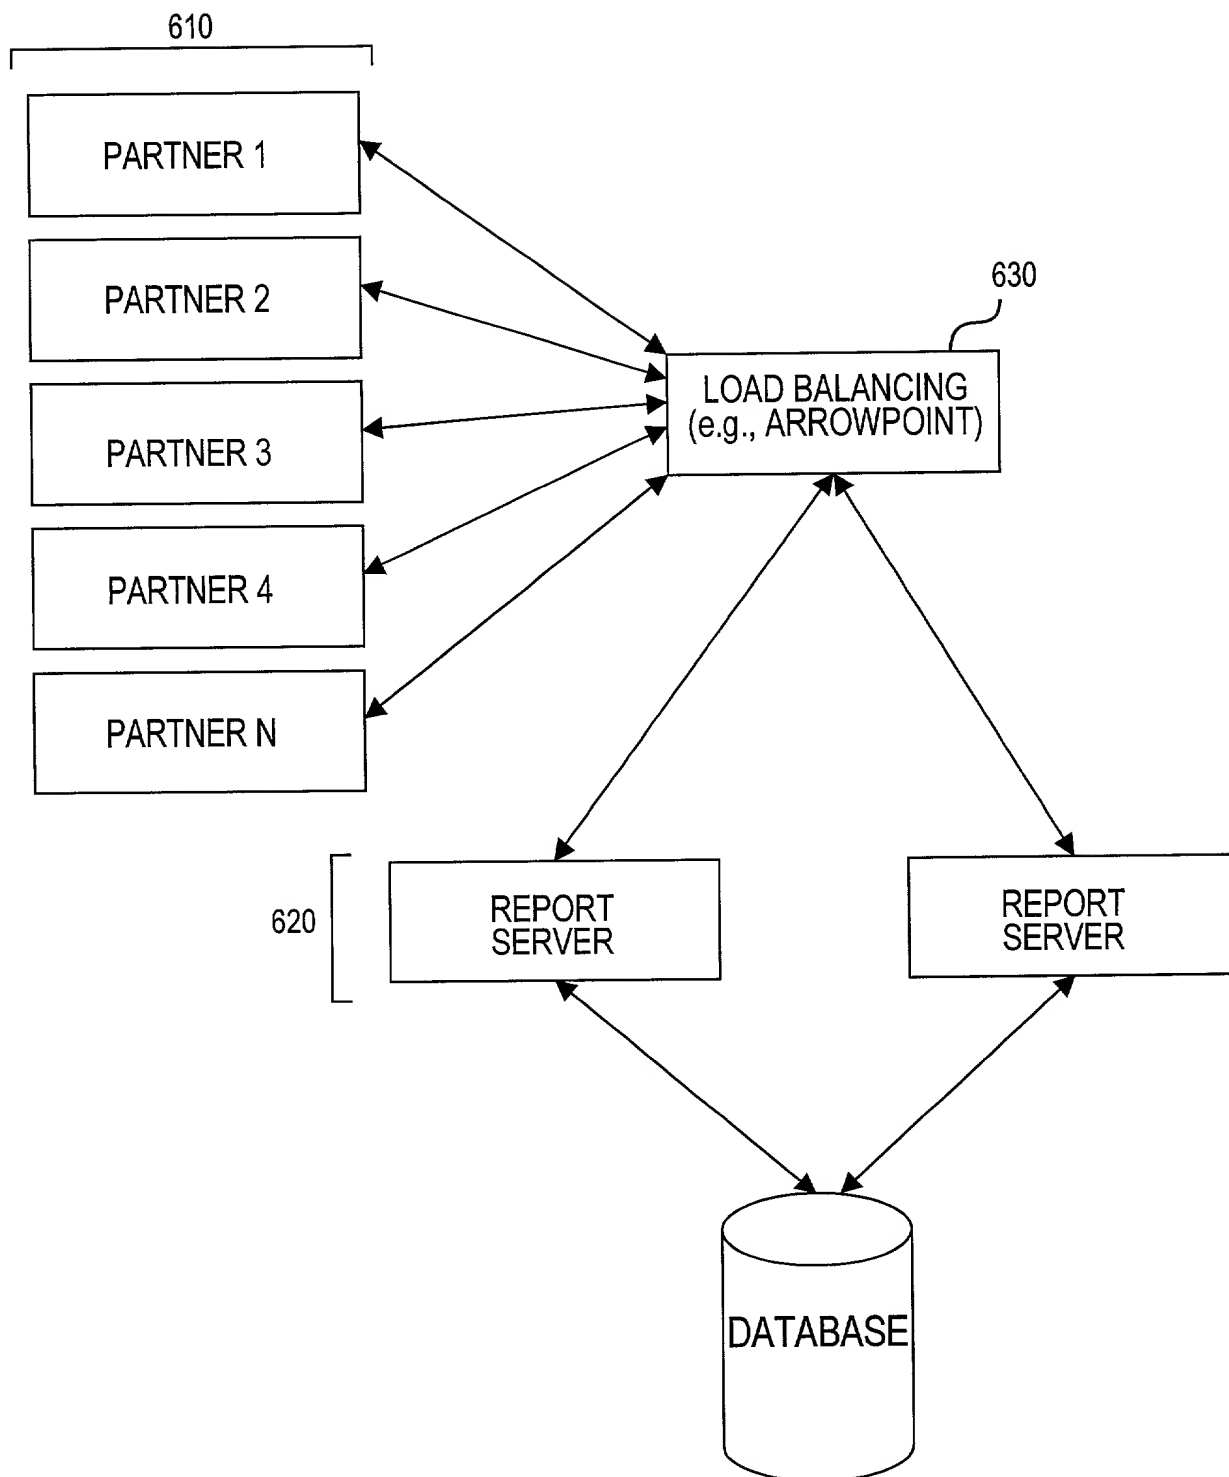 610
PARTNER 1
PARTNER 2
PARTNER 3
PARTNER 4
PARTNER N
630
LOAD BALANCING
(e.g., ARROWPOINT)
620
REPORT
SERVER
REPORT
SERVER
DATABASE